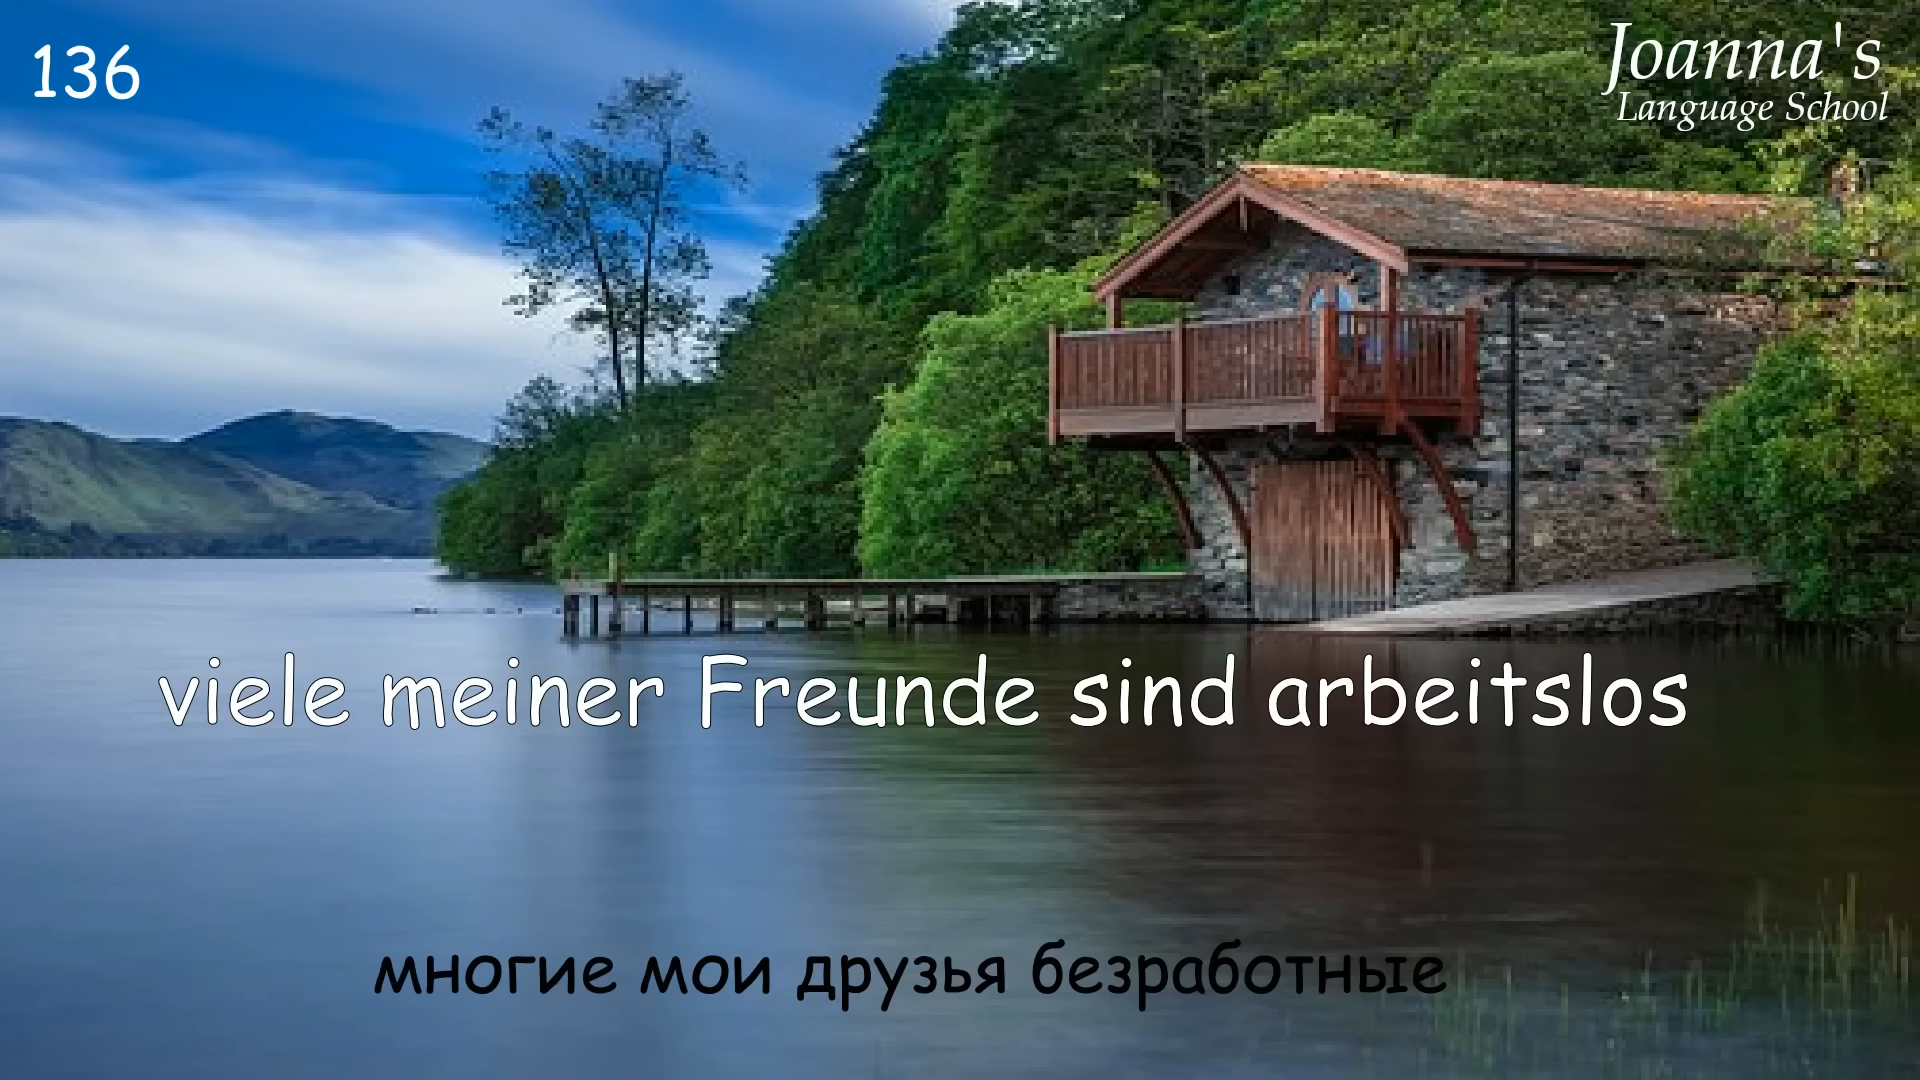 136
Joanna's
Language School
viele meiner Freunde sind arbeitslos
многие мои друзья безработные